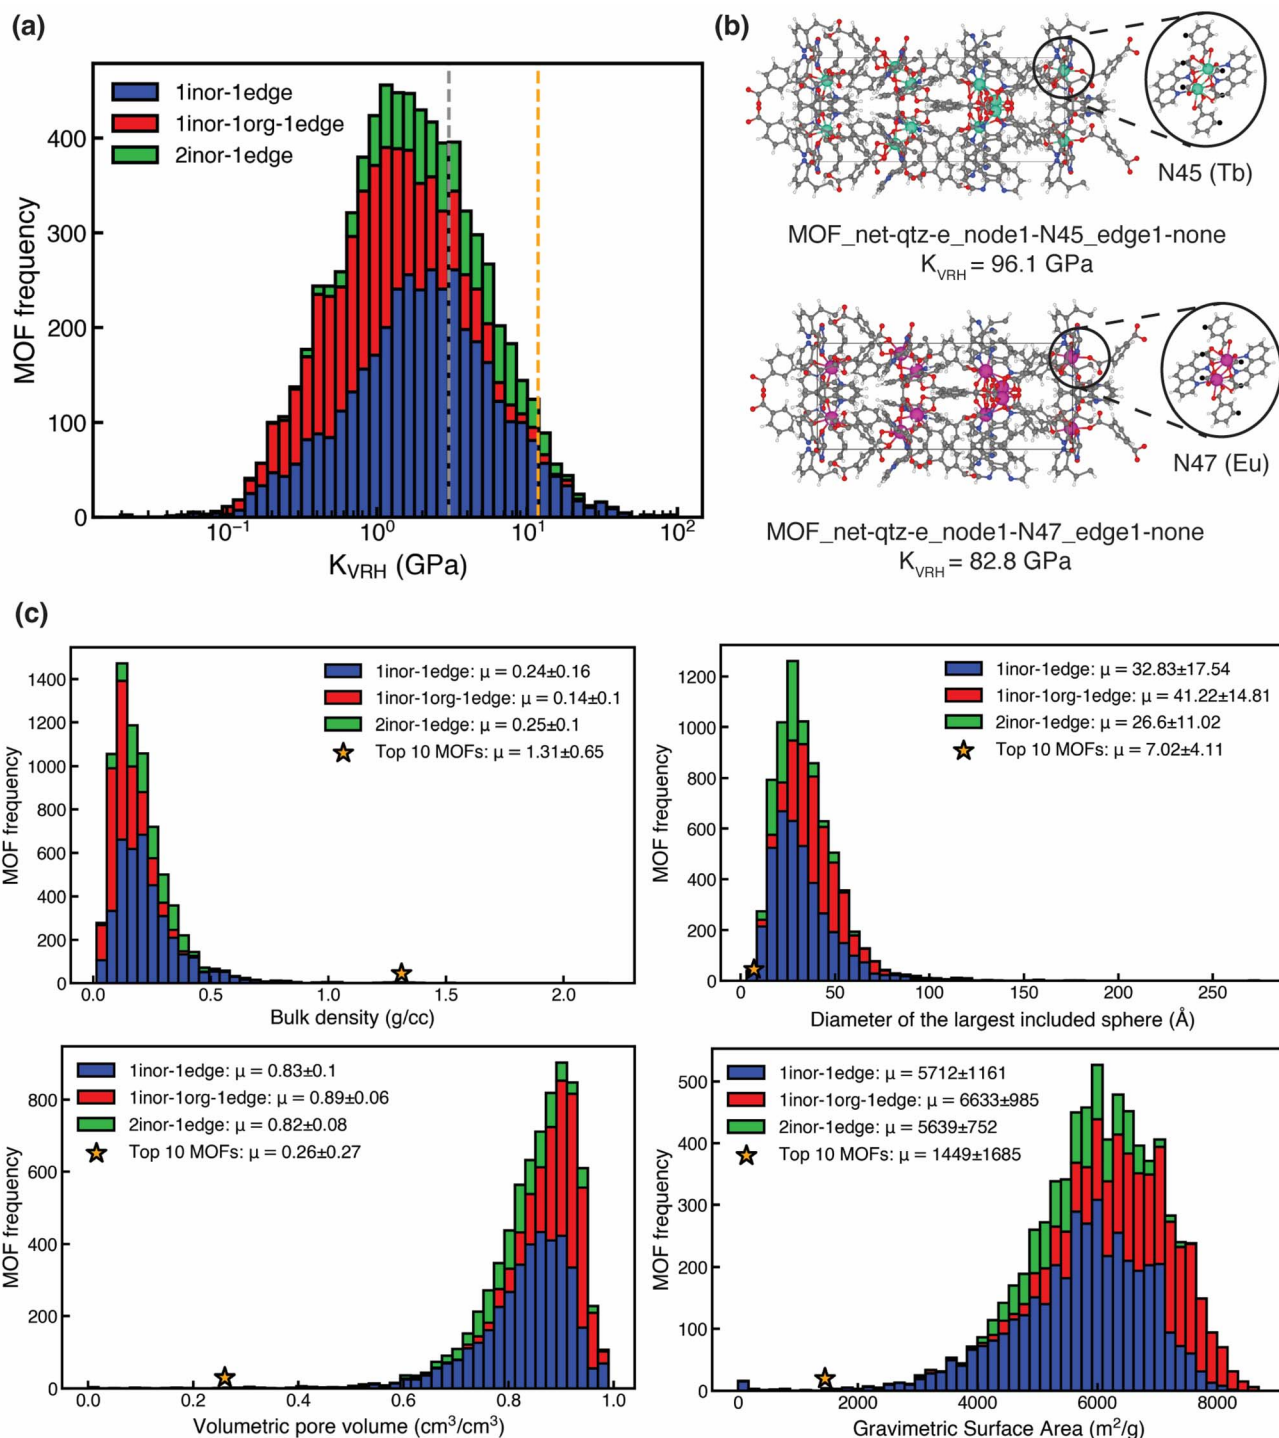 (a)
1inor-1edge
1inor-1org-1edge
2inor-1edge
MOF frequency
400
300
200
100
0
10⁻¹
10⁰
10¹
10²
K_VRH (GPa)
(b)
N45 (Tb)
MOF_net-qtz-e_node1-N45_edge1-none
K_VRH = 96.1 GPa
N47 (Eu)
MOF_net-qtz-e_node1-N47_edge1-none
K_VRH = 82.8 GPa
(c)
1inor-1edge: μ = 0.24±0.16
1inor-1org-1edge: μ = 0.14±0.1
2inor-1edge: μ = 0.25±0.1
Top 10 MOFs: μ = 1.31±0.65
MOF frequency
1400
1200
1000
800
600
400
200
0
0.0
0.5
1.0
1.5
2.0
Bulk density (g/cc)
1inor-1edge: μ = 32.83±17.54
1inor-1org-1edge: μ = 41.22±14.81
2inor-1edge: μ = 26.6±11.02
Top 10 MOFs: μ = 7.02±4.11
MOF frequency
1200
1000
800
600
400
200
0
0
50
100
150
200
250
Diameter of the largest included sphere (Å)
1inor-1edge: μ = 0.83±0.1
1inor-1org-1edge: μ = 0.89±0.06
2inor-1edge: μ = 0.82±0.08
Top 10 MOFs: μ = 0.26±0.27
MOF frequency
800
600
400
200
0
0.0
0.2
0.4
0.6
0.8
1.0
Volumetric pore volume (cm³/cm³)
1inor-1edge: μ = 5712±1161
1inor-1org-1edge: μ = 6633±985
2inor-1edge: μ = 5639±752
Top 10 MOFs: μ = 1449±1685
MOF frequency
500
400
300
200
100
0
0
2000
4000
6000
8000
Gravimetric Surface Area (m²/g)